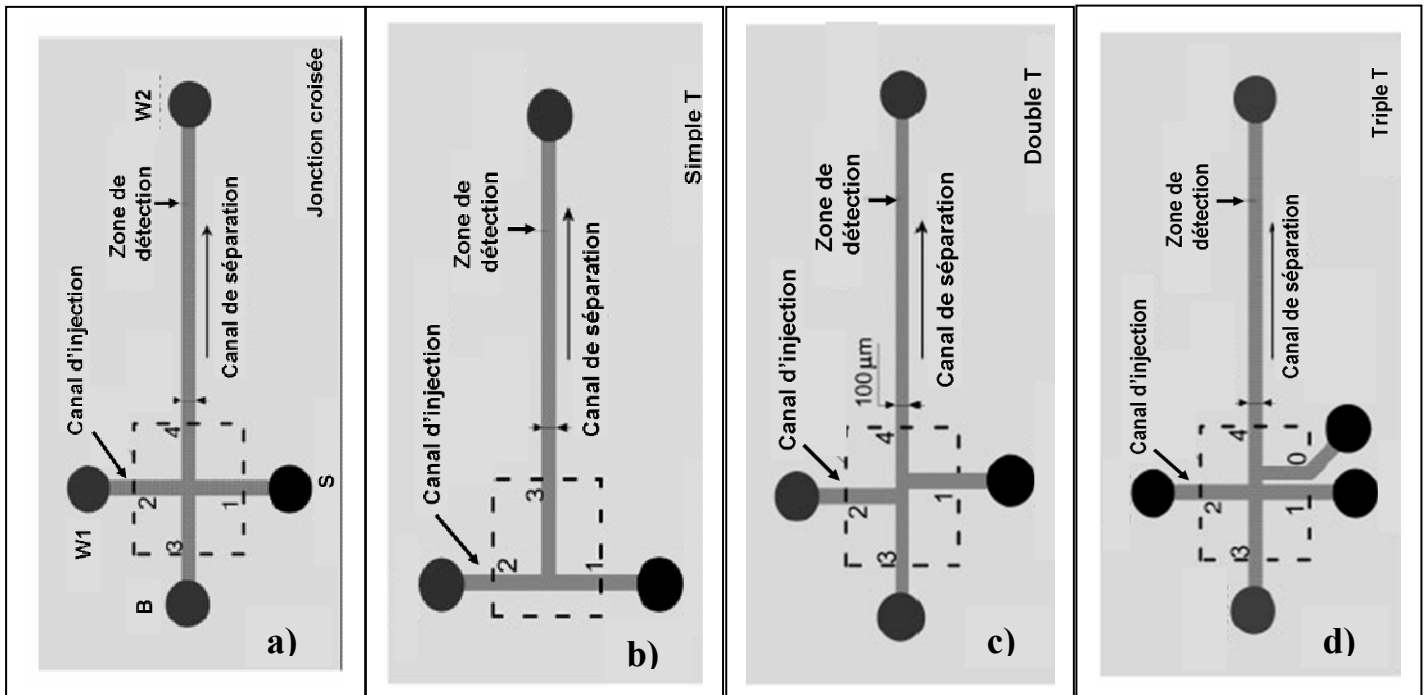 W2
Jonction croisée
Zone de
détection
Canal de séparation
Canal d'injection
4
2
1
3
S
W1
B
a)
Simple T
Zone de
détection
Canal de séparation
Canal d'injection
3
2
1
b)
Double T
Zone de
détection
Canal de séparation
100 µm
Canal d'injection
4
2
1
3
c)
Triple T
Zone de
détection
Canal de séparation
Canal d'injection
4
0
2
1
3
d)